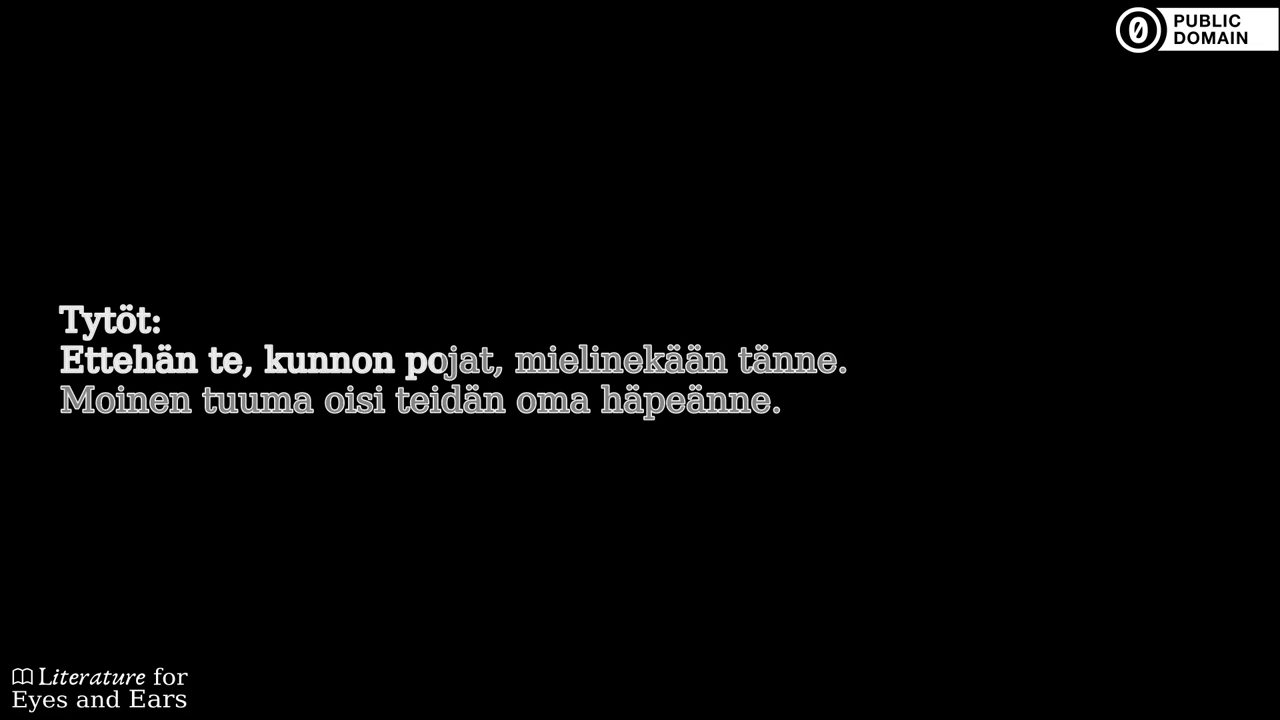 PUBLIC
DOMAIN
Tytöt:
Ettehän te, kunnon pojat, mielinekään tänne.
Moinen tuuma oisi teidän oma häpeänne.
Literature for
Eyes and Ears